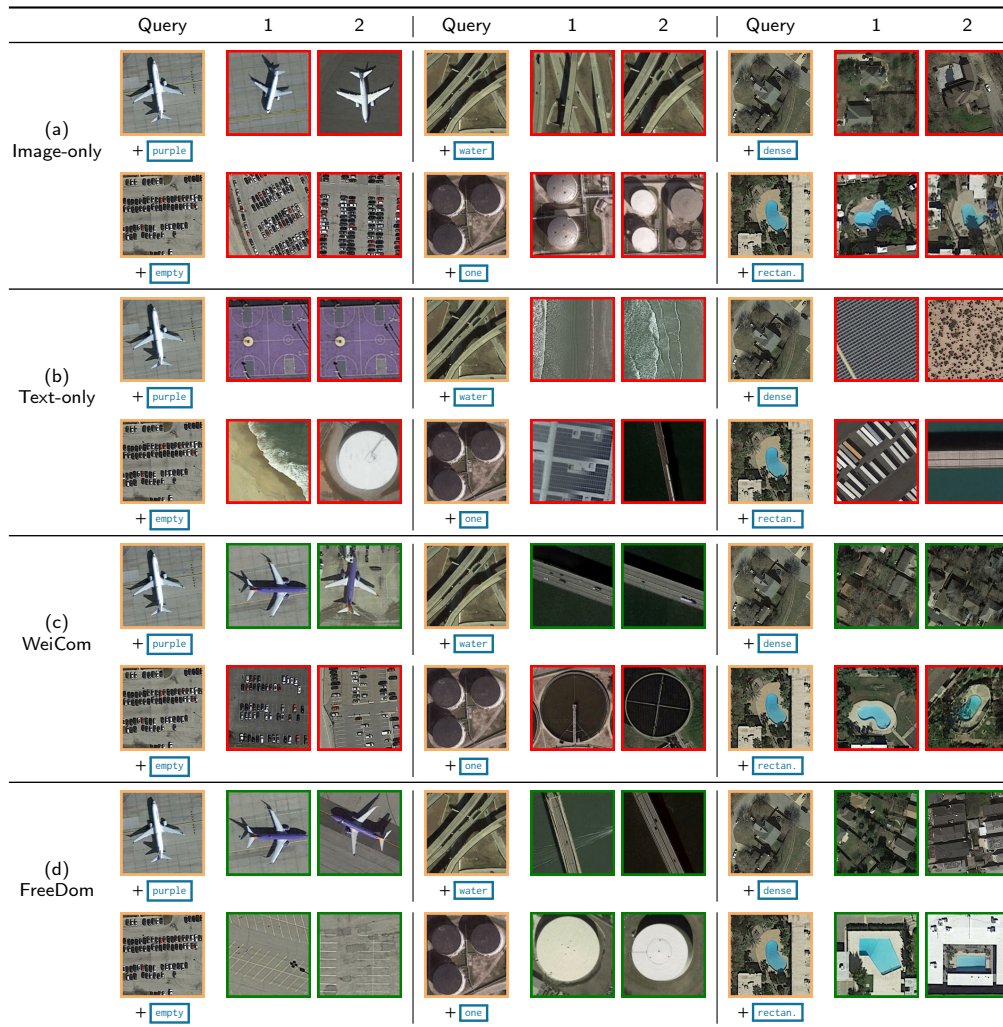 Query 1 2 Query 1 2 Query 1 2
(a)
Image-only
+ purple + water + dense
+ empty + one + rectan.
(b)
Text-only
+ purple + water + dense
+ empty + one + rectan.
(c)
WeiCom
+ purple + water + dense
+ empty + one + rectan.
(d)
FreeDom
+ purple + water + dense
+ empty + one + rectan.